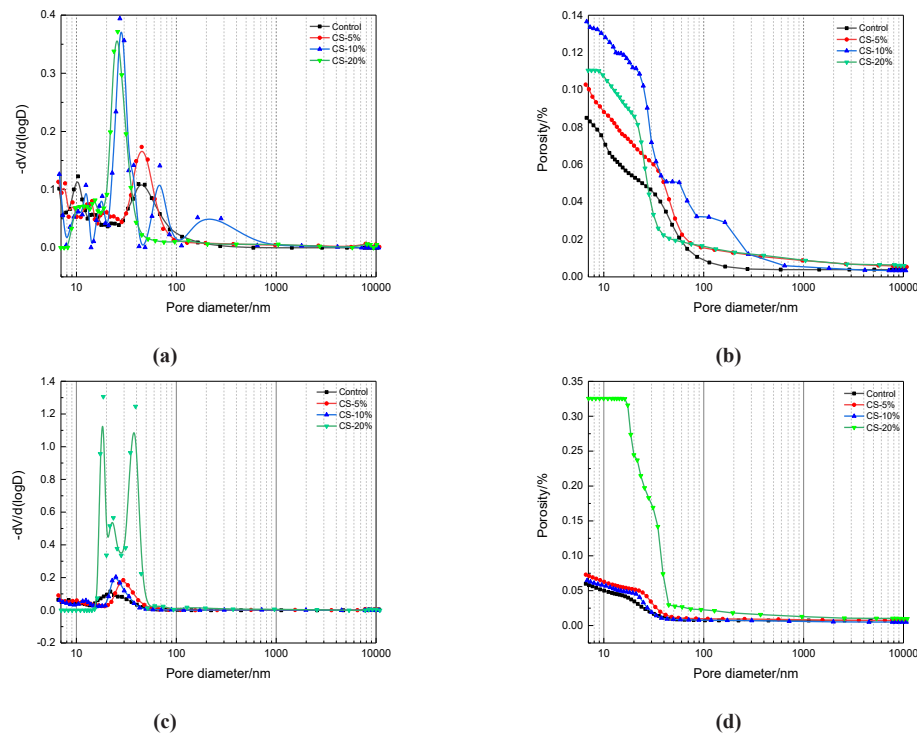 0.4
0.3
0.2
0.1
0.0
-dV/d(logD)
Control
CS-5%
CS-10%
CS-20%
10 100 1000 10000
Pore diameter/nm
(a)
0.14
0.12
0.10
0.08
0.06
0.04
0.02
0.00
Porosity/%
Control
CS-5%
CS-10%
CS-20%
10 100 1000 10000
Pore diameter/nm
(b)
1.4
1.2
1.0
0.8
0.6
0.4
0.2
0.0
-0.2
-dV/d(logD)
Control
CS-5%
CS-10%
CS-20%
10 100 1000 10000
Pore diameter/nm
(c)
0.35
0.30
0.25
0.20
0.15
0.10
0.05
0.00
Porosity/%
Control
CS-5%
CS-10%
CS-20%
10 100 1000 10000
Pore diameter/nm
(d)